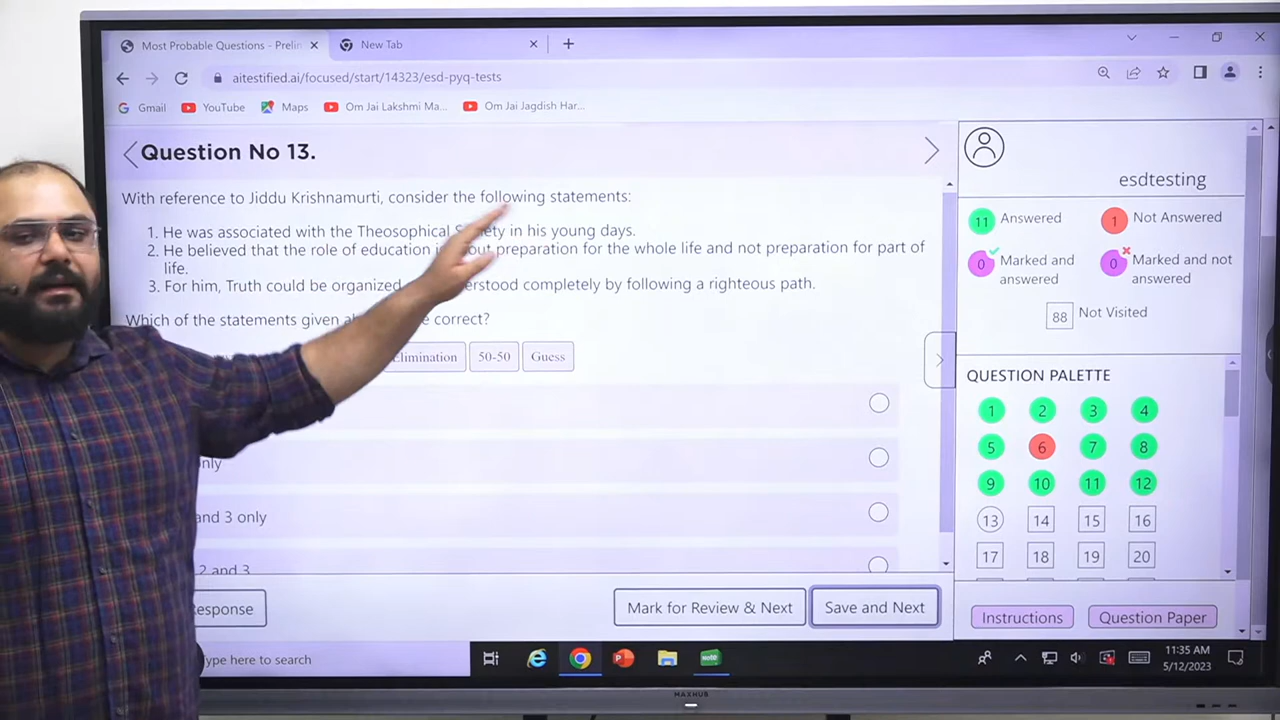 Most Probable Questions - Prelin
New Tab
aitestified.ai/focused/start/14323/esd-pyq-tests
Gmail YouTube Maps Om Jai Lakshmi Ma... Om Jai Jagdish Har...
Question No 13.
With reference to Jiddu Krishnamurti, consider the following statements:
1. He was associated with the Theosophical in his young days.
2. He believed that the role of education preparation for the whole life and not preparation for part of
life.
3. For him, Truth could be organized completely by following a righteous path.
Which of the statements given correct?
Elimination 50-50 Guess
and 3 only
2 and 3
Mark for Review & Next Save and Next
esdtesting
11 Answered 1 Not Answered
0 Marked and answered 0 Marked and not answered
88 Not Visited
QUESTION PALETTE
1 2 3 4
5 6 7 8
9 10 11 12
13 14 15 16
17 18 19 20
Instructions Question Paper
ype here to search
11:35 AM
5/12/2023
MAXHUB